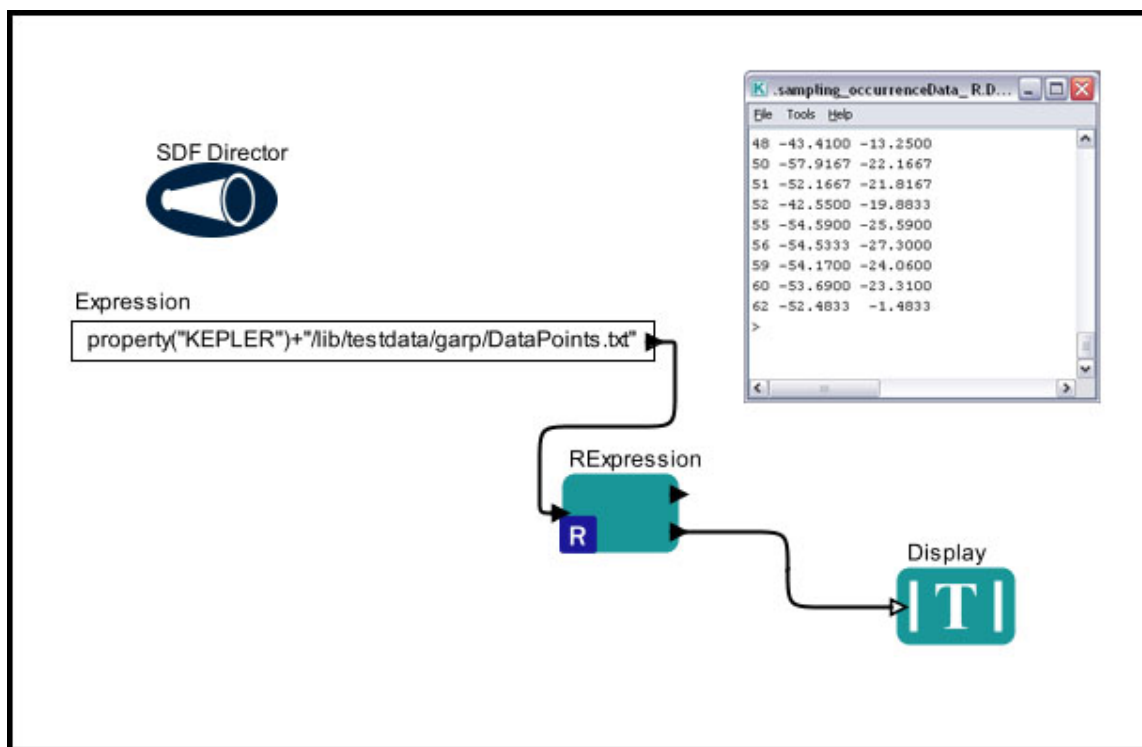 SDF Director
Expression
property("KEPLER")+"/lib/testdata/garp/DataPoints.txt"
K .sampling_occurrenceData_ R.D...
File Tools Help
48 -43.4100 -13.2500
50 -57.9167 -22.1667
51 -52.1667 -21.8167
52 -42.5500 -19.8833
55 -54.5900 -25.5900
56 -54.5333 -27.3000
59 -54.1700 -24.0600
60 -53.6900 -23.3100
62 -52.4833 -1.4833
>
RExpression
R
Display
T